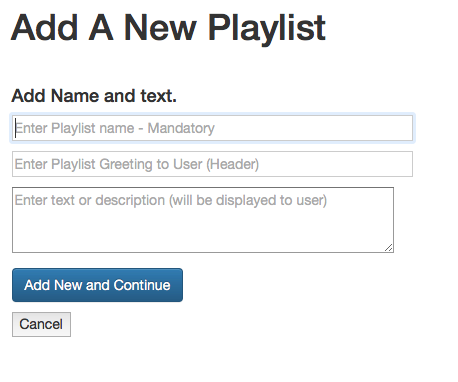 Add A New Playlist
Add Name and text.
Enter Playlist name - Mandatory
Enter Playlist Greeting to User (Header)
Enter text or description (will be displayed to user)
Add New and Continue
Cancel